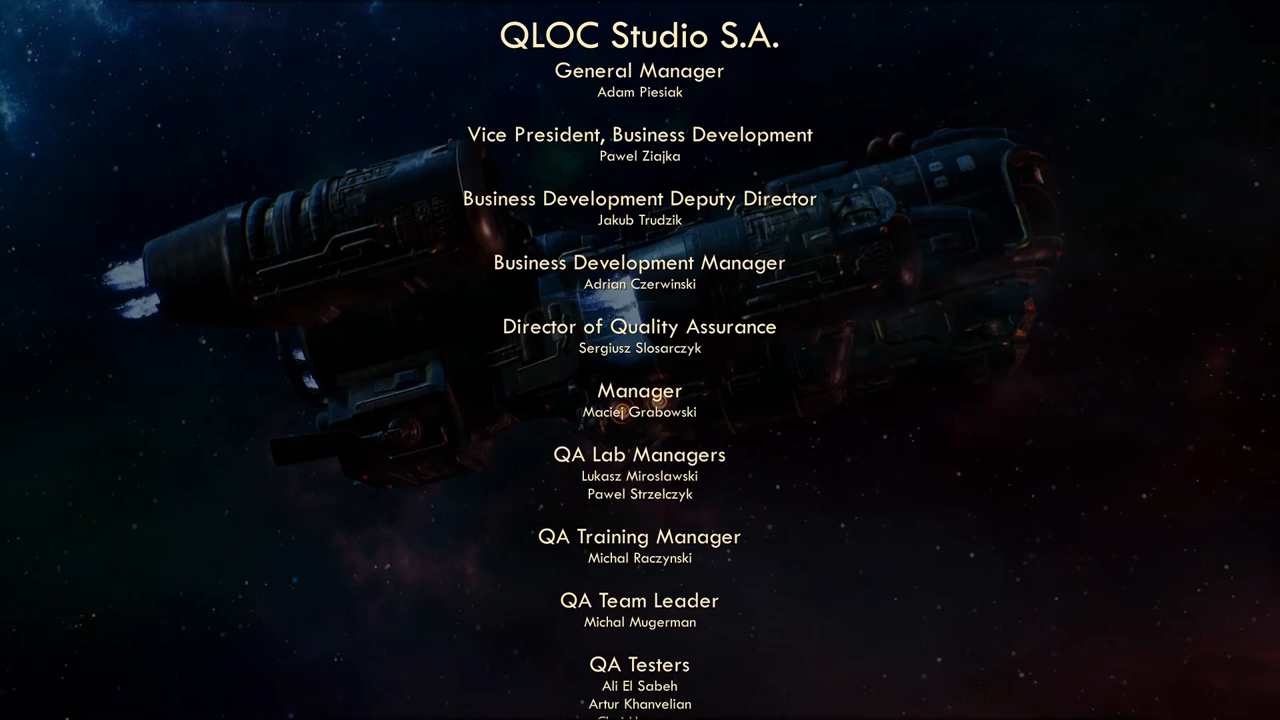 QLOC Studio S.A.
General Manager
Adam Piesiak
Vice President, Business Development
Pawel Ziajka
Business Development Deputy Director
Jakub Trudzik
Business Development Manager
Adrian Czerwinski
Director of Quality Assurance
Sergiusz Slosarczyk
Manager
Maciej Grabowski
QA Lab Managers
Lukasz Miroslawski
Pawel Strzelczyk
QA Training Manager
Michal Raczynski
QA Team Leader
Michal Mugerman
QA Testers
Ali El Sabeh
Artur Khanvelian